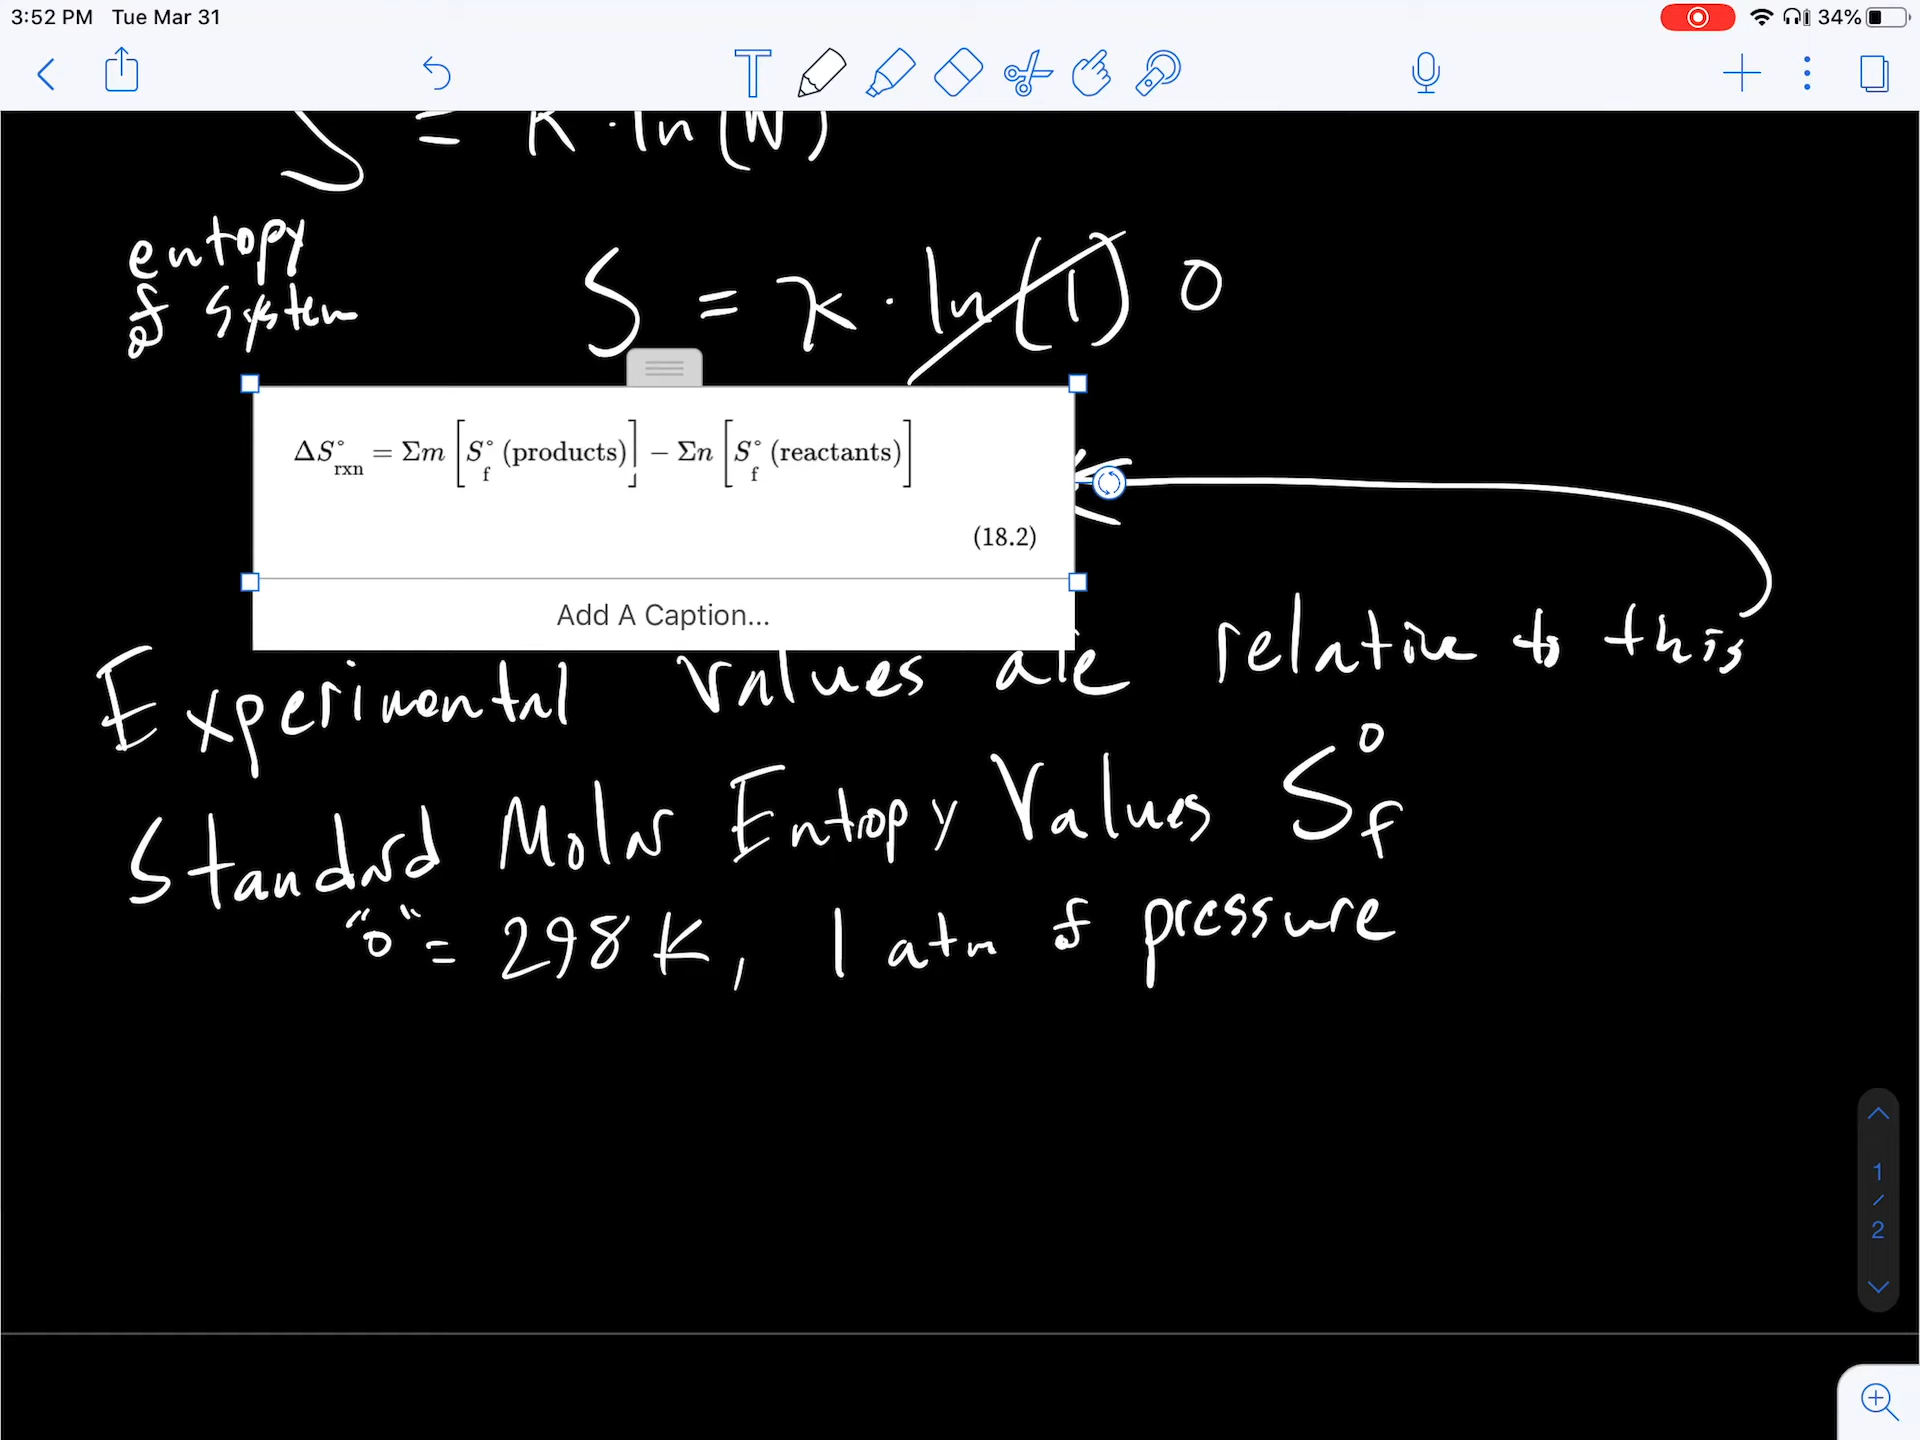 3:52 PM Tue Mar 31 34%
S = k · ln(W)
entropy
of system
S = k · ln(1) 0
ΔS°rxn = Σm [S°f (products)] − Σn [S°f (reactants)]
(18.2)
Add A Caption...
Experimental values are relative to this
Standard Molar Entropy Values S°f
"o" = 298 K, 1 atm of pressure
1
/
2